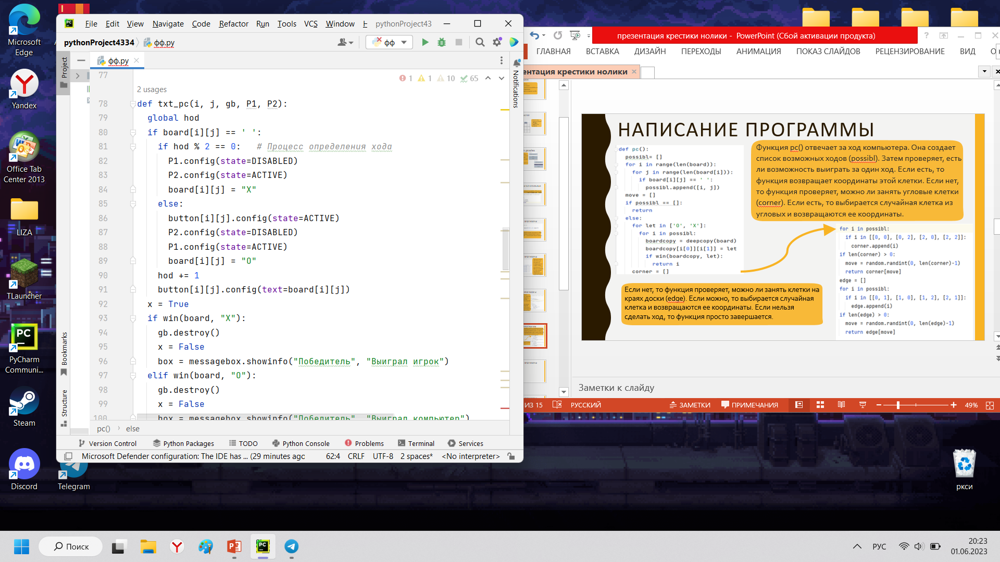 Microsoft
Edge
Yandex
Office Tab
Center 2013
LIZA
TLauncher
PyCharm
Communi...
Steam
Discord
Telegram
File Edit View Navigate Code Refactor Run Tools VCS Window pythonProject43
pythonProject4334 фф.py
фф
Project
фф.py
1 1 10 65
Notifications
77
2 usages
78 def txt_pc(i, j, gb, P1, P2):
79 global hod
80 if board[i][j] == ' ':
81 if hod % 2 == 0: # Процесс определения хода
82 P1.config(state=DISABLED)
83 P2.config(state=ACTIVE)
84 board[i][j] = "X"
85 else:
86 button[i][j].config(state=ACTIVE)
87 P2.config(state=DISABLED)
88 P1.config(state=ACTIVE)
89 board[i][j] = "O"
90 hod += 1
91 button[i][j].config(text=board[i][j])
92 x = True
93 if win(board, "X"):
94 gb.destroy()
95 x = False
96 box = messagebox.showinfo("Победитель", "Выиграл игрок")
97 elif win(board, "O"):
98 gb.destroy()
99 x = False
100 box = messagebox.showinfo("Победитель", "Выиграл компьютер")
Bookmarks
Structure
pc() › else
Version Control Python Packages TODO Python Console Problems Terminal Services
Microsoft Defender configuration: The IDE has ... (29 minutes ago 62:4 CRLF UTF-8 2 spaces* <No interpreter>
презентация крестики нолики - PowerPoint (Сбой активации продукта)
ГЛАВНАЯ ВСТАВКА ДИЗАЙН ПЕРЕХОДЫ АНИМАЦИЯ ПОКАЗ СЛАЙДОВ РЕЦЕНЗИРОВАНИЕ ВИД
ентация крестики нолики
НАПИСАНИЕ ПРОГРАММЫ
def pc():
possibl= []
for i in range(len(board)):
for j in range(len(board[i])):
if board[i][j] == ' ':
possibl.append([i, j])
move = []
if possibl == []:
return
else:
for let in ['O', 'X']:
for i in possibl:
boardcopy = deepcopy(board)
boardcopy[i[0]][i[1]] = let
if win(boardcopy, let):
return i
corner = []
Функция pc() отвечает за ход компьютера. Она создает
список возможных ходов (possibl). Затем проверяет, есть
ли возможность выиграть за один ход. Если есть, то
функция возвращает координаты этой клетки. Если нет,
то функция проверяет, можно ли занять угловые клетки
(corner). Если есть, то выбирается случайная клетка из
угловых и возвращаются ее координаты.
for i in possibl:
if i in [[0, 0], [0, 2], [2, 0], [2, 2]]:
corner.append(i)
if len(corner) > 0:
move = random.randint(0, len(corner)-1)
return corner[move]
edge = []
for i in possibl:
if i in [[0, 1], [1, 0], [1, 2], [2, 1]]:
edge.append(i)
if len(edge) > 0:
move = random.randint(0, len(edge)-1)
return edge[move]
Если нет, то функция проверяет, можно ли занять клетки на
краях доски (edge). Если можно, то выбирается случайная
клетка и возвращаются ее координаты. Если нельзя
сделать ход, то функция просто завершается.
Заметки к слайду
ИЗ 15 РУССКИЙ ЗАМЕТКИ ПРИМЕЧАНИЯ 49%
ркси
Поиск
РУС
20:23
01.06.2023